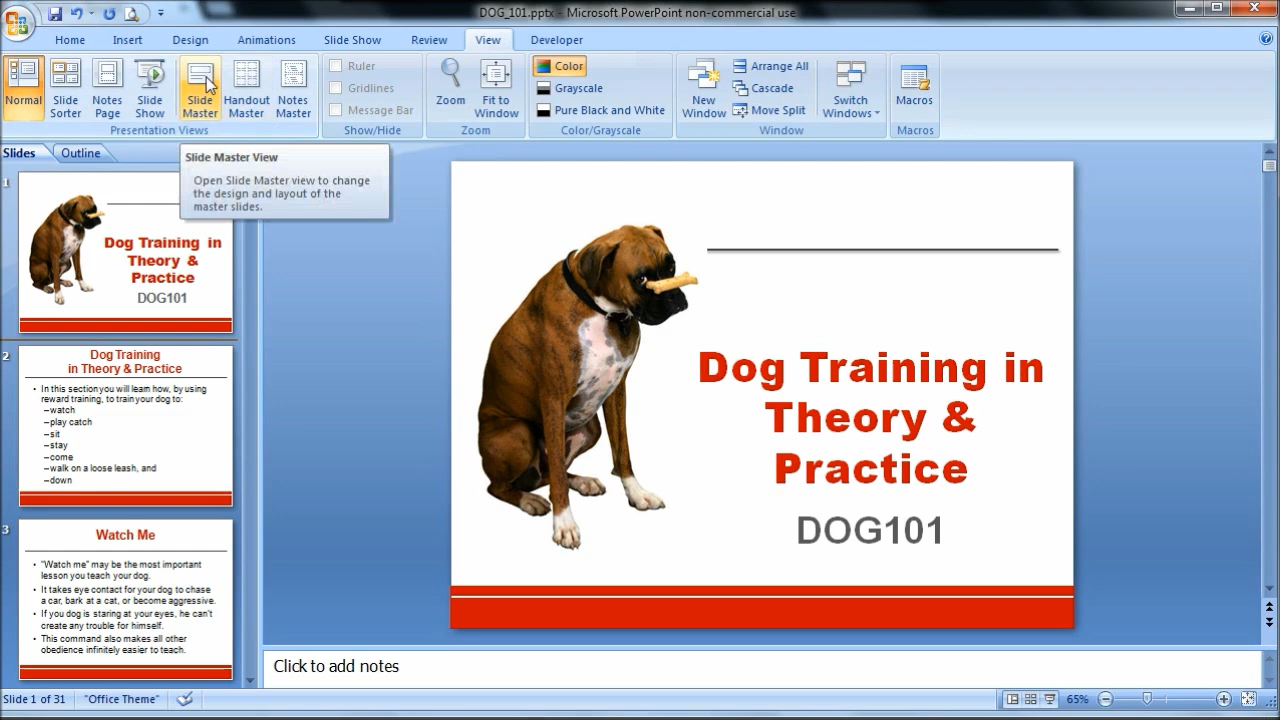 DOG_101.pptx - Microsoft PowerPoint non-commercial use
Home Insert Design Animations Slide Show Review View Developer
Normal
Slide Sorter
Notes Page
Slide Show
Slide Master
Handout Master
Notes Master
Presentation Views
Ruler
Gridlines
Message Bar
Show/Hide
Zoom
Fit to Window
Zoom
Color
Grayscale
Pure Black and White
Color/Grayscale
New Window
Arrange All
Cascade
Move Split
Switch Windows
Window
Macros
Macros
Slides Outline
Slide Master View
Open Slide Master view to change
the design and layout of the
master slides.
1
Dog Training in
Theory &
Practice
DOG101
2
Dog Training
in Theory & Practice
• In this section you will learn how, by using
reward training, to train your dog to:
–watch
–play catch
–sit
–stay
–come
–walk on a loose leash, and
–down
3
Watch Me
• "Watch me" may be the most important
lesson you teach your dog.
• It takes eye contact for your dog to chase
a car, bark at a cat, or become aggressive.
• If you dog is staring at your eyes, he can't
create any trouble for himself.
• This command also makes all other
obedience infinitely easier to teach.
Dog Training in
Theory &
Practice
DOG101
Click to add notes
Slide 1 of 31 "Office Theme" 65%